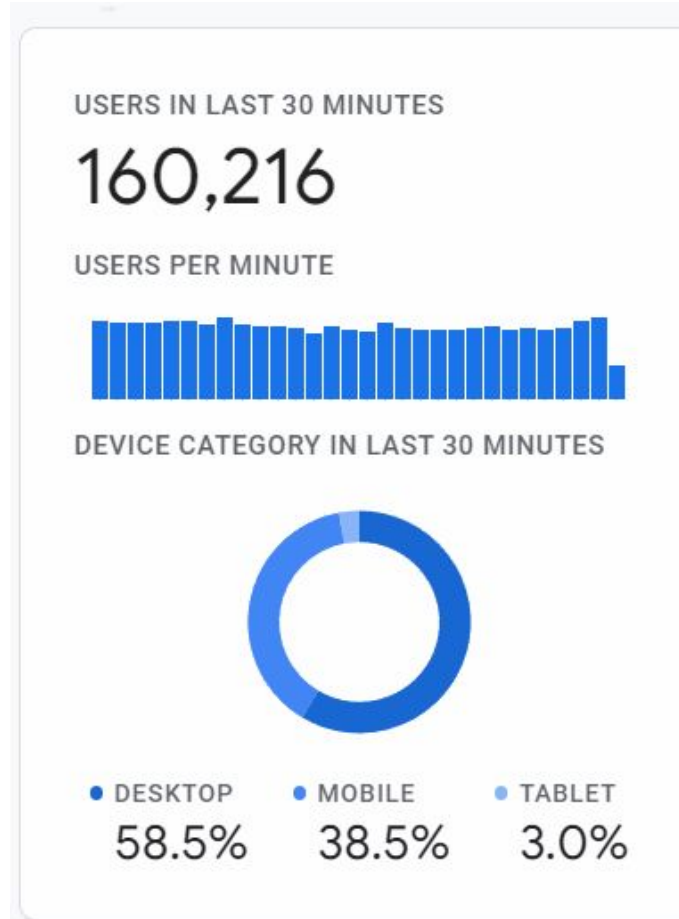 USERS IN LAST 30 MINUTES
160,216
USERS PER MINUTE
DEVICE CATEGORY IN LAST 30 MINUTES
DESKTOP MOBILE TABLET
58.5% 38.5% 3.0%